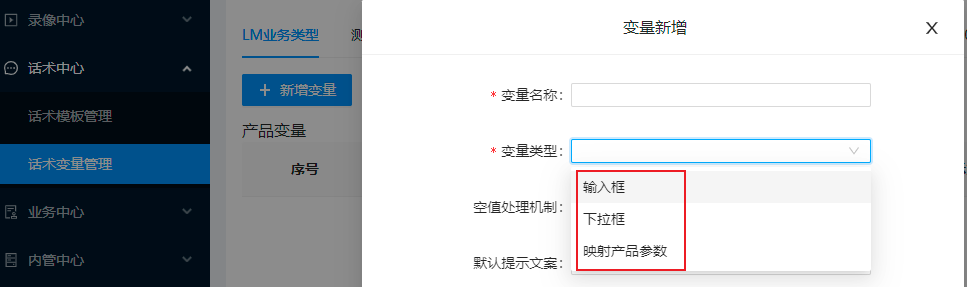 录像中心
话术中心
话术模板管理
话术变量管理
业务中心
内管中心
LM业务类型
+ 新增变量
产品变量
序号
变量新增
X
* 变量名称：
* 变量类型：
输入框
下拉框
映射产品参数
空值处理机制：
默认提示文案：